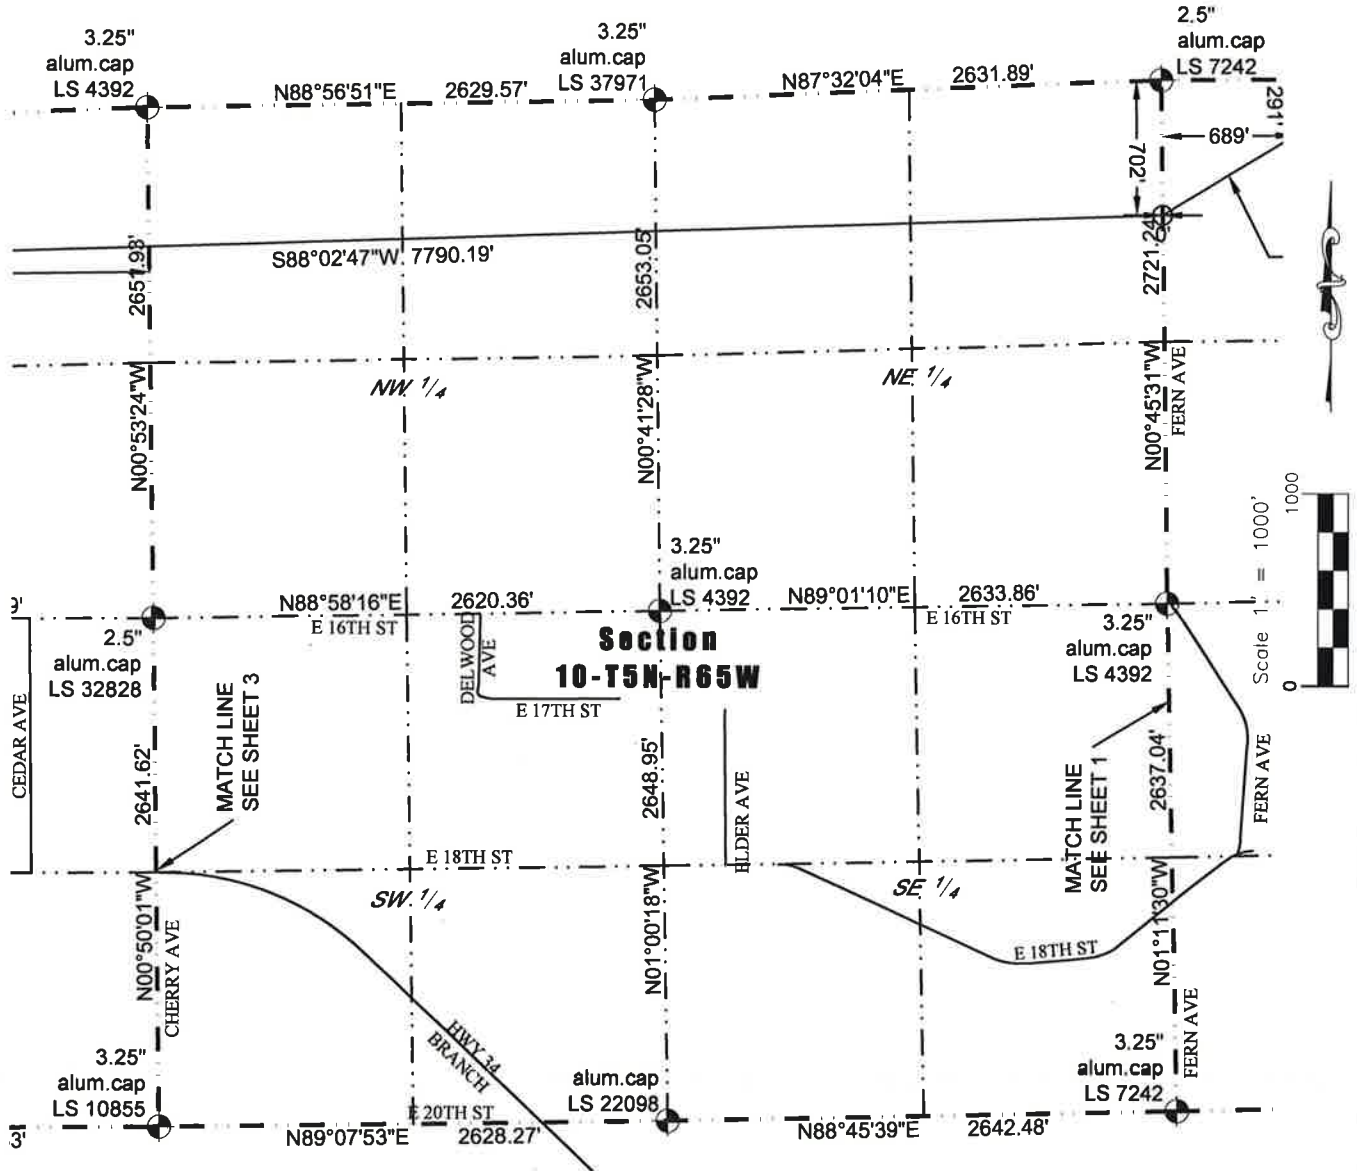 3.25"
alum.cap
LS 4392
3.25"
alum.cap
LS 37971
2.5"
alum.cap
LS 7242
N88°56'51"E 2629.57'
N87°32'04"E 2631.89'
291'
689'
702'
S88°02'47"W 7790.19'
2651.93'
2653.05'
2721.24'
N00°53'24"W
NW 1/4
N00°41'28"W
NE 1/4
N00°45'31"W
FERN AVE
1000
Scale 1" = 1000'
0
3.25"
alum.cap
LS 4392
9'
N88°58'16"E 2620.36'
E 16TH ST
N89°01'10"E 2633.86'
E 16TH ST
2.5"
alum.cap
LS 32828
3.25"
alum.cap
LS 4392
Section
10-T5N-R65W
DELWOOD
AVE
E 17TH ST
CEDAR AVE
MATCH LINE
SEE SHEET 3
2641.62'
2648.95'
ELDER AVE
MATCH LINE
SEE SHEET 1
2637.04'
FERN AVE
E 18TH ST
N00°50'01"W
SW 1/4
N01°00'18"W
SE 1/4
N01°11'30"W
E 18TH ST
CHERRY AVE
HWY 34
BRANCH
FERN AVE
3.25"
alum.cap
LS 10855
alum.cap
LS 22098
3.25"
alum.cap
LS 7242
E 20TH ST
3'
N89°07'53"E 2628.27'
N88°45'39"E 2642.48'